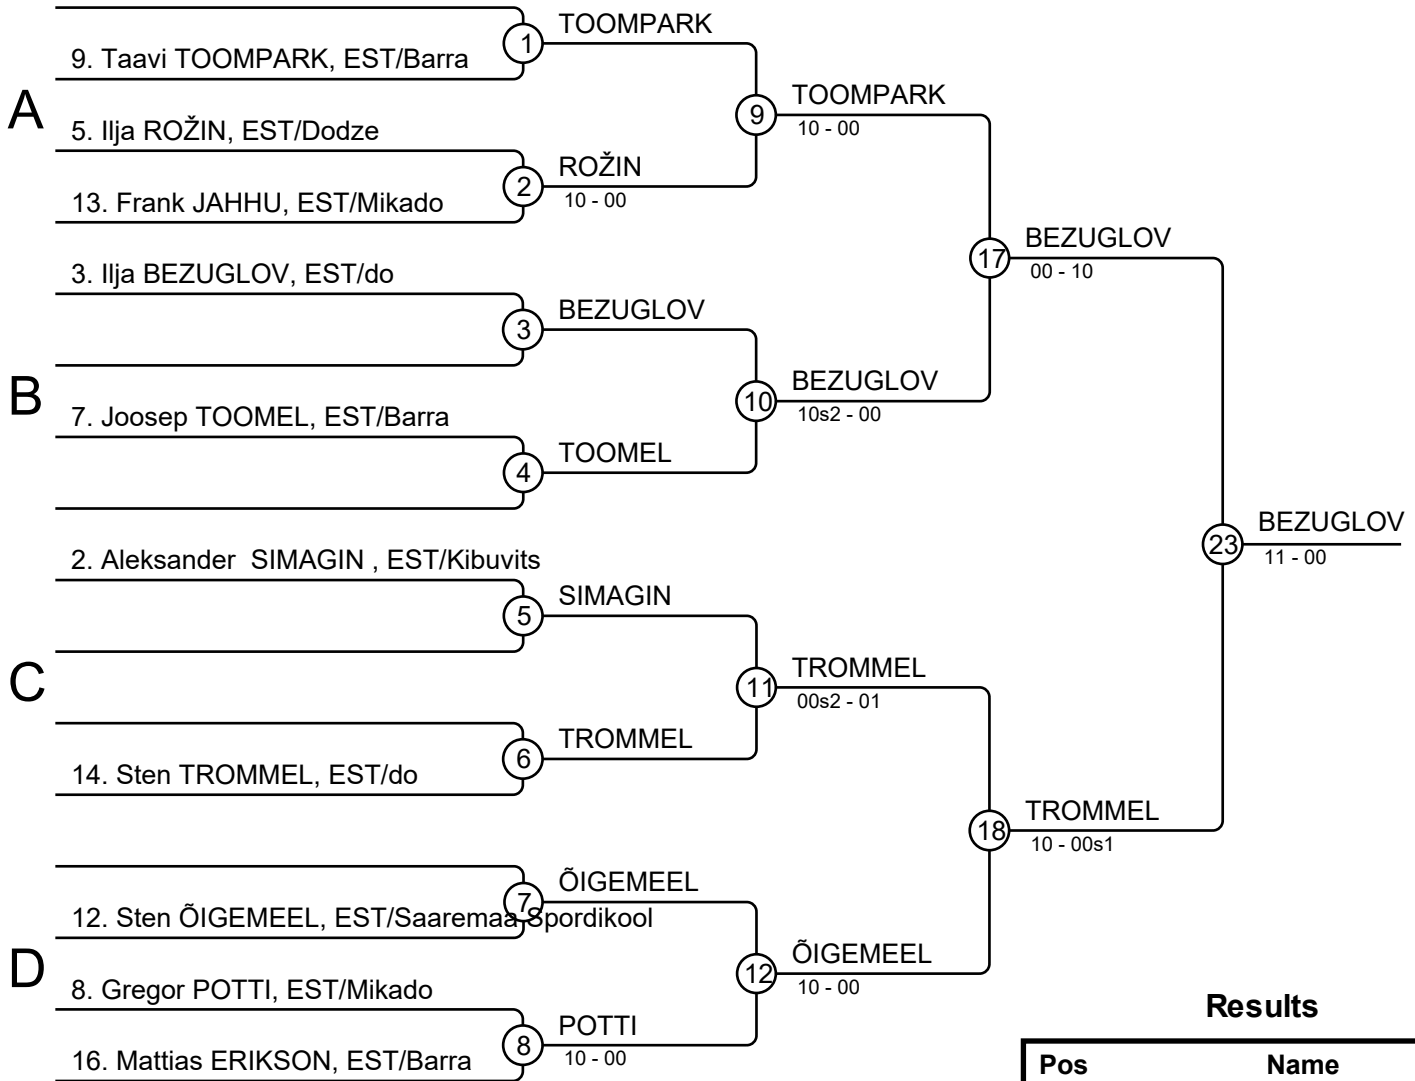 TOOMPARK
1
9. Taavi TOOMPARK, EST/Barra
A
TOOMPARK
9
10 - 00
5. Ilja ROŽIN, EST/Dodze
ROŽIN
2
10 - 00
13. Frank JAHHU, EST/Mikado
BEZUGLOV
17
00 - 10
3. Ilja BEZUGLOV, EST/do
BEZUGLOV
3
B
BEZUGLOV
10
10s2 - 00
7. Joosep TOOMEL, EST/Barra
TOOMEL
4
BEZUGLOV
23
11 - 00
2. Aleksander  SIMAGIN , EST/Kibuvits
SIMAGIN
5
C
TROMMEL
11
00s2 - 01
TROMMEL
6
14. Sten TROMMEL, EST/do
TROMMEL
18
10 - 00s1
ÕIGEMEEL
7
12. Sten ÕIGEMEEL, EST/Saaremaa Spordikool
D
ÕIGEMEEL
12
10 - 00
8. Gregor POTTI, EST/Mikado
POTTI
8
10 - 00
16. Mattias ERIKSON, EST/Barra
Results
Pos Name